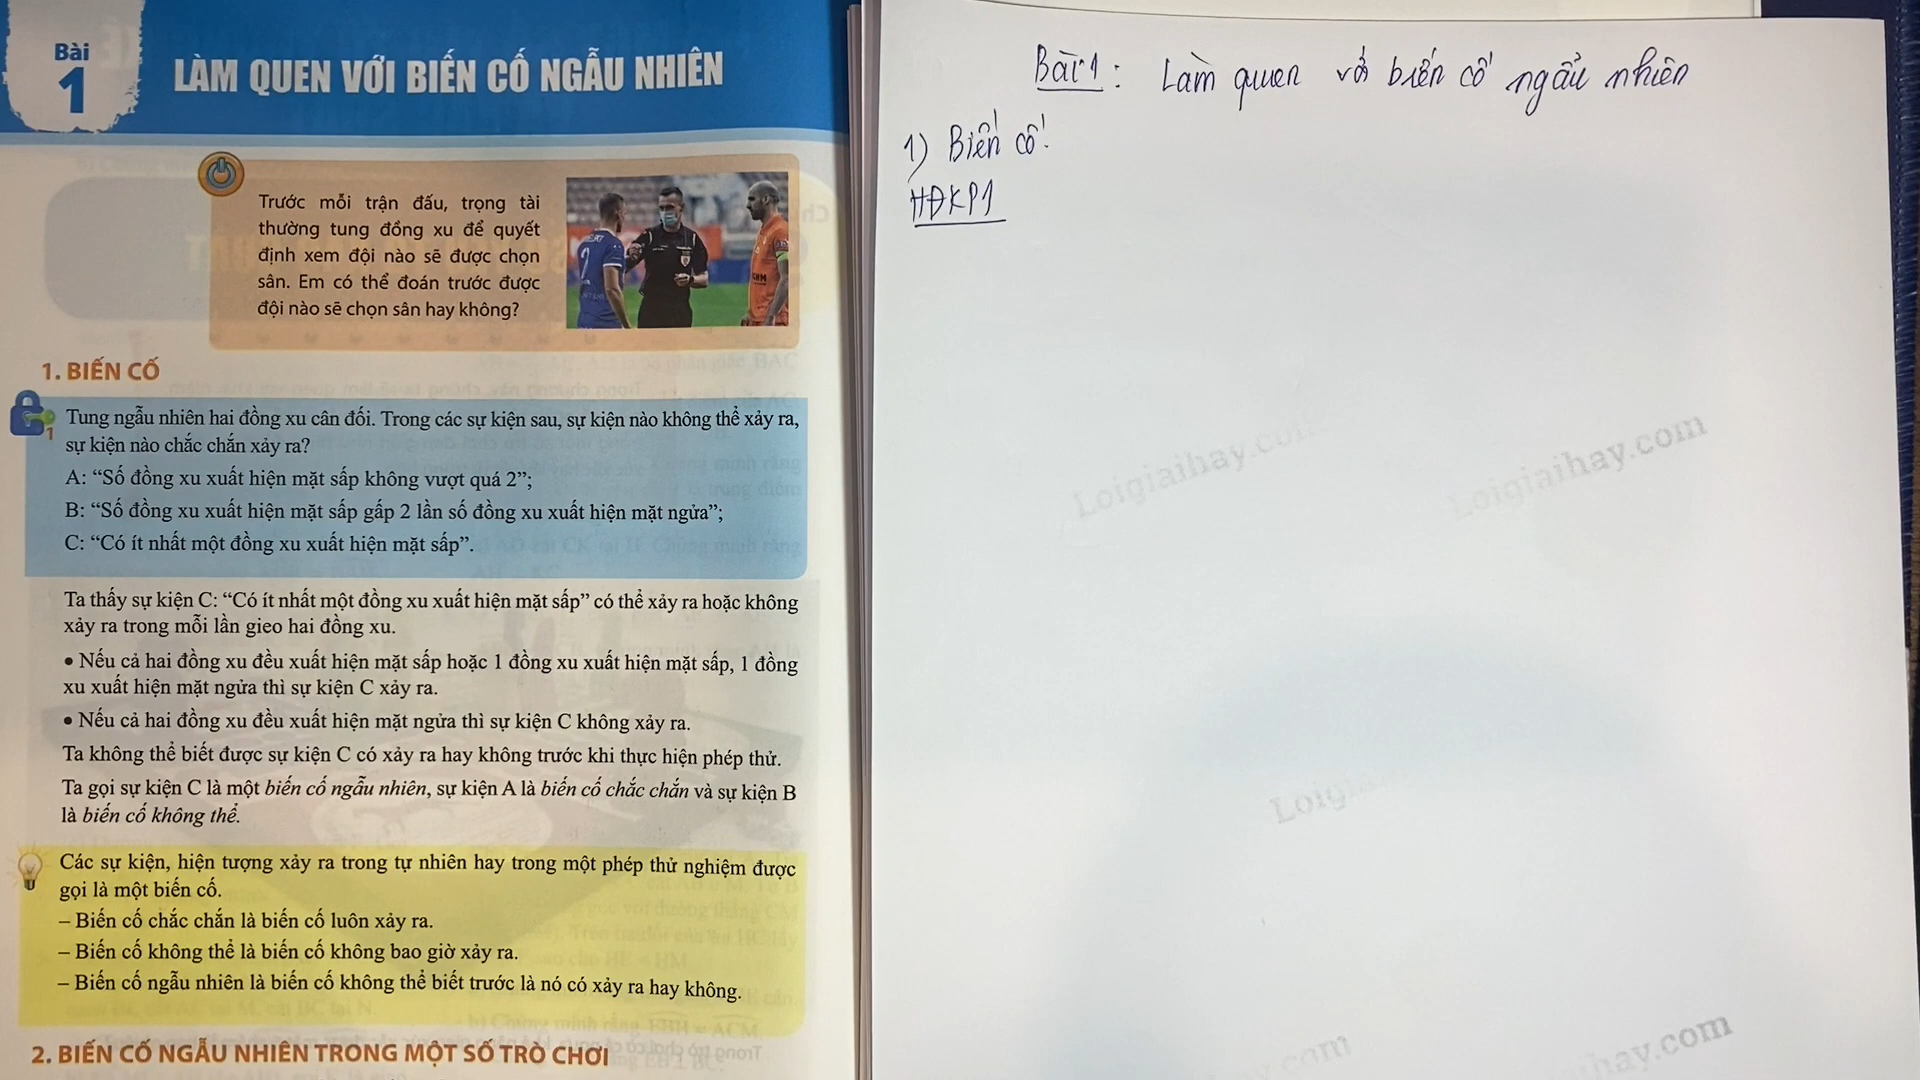 Bài
1
LÀM QUEN VỚI BIẾN CỐ NGẪU NHIÊN
Trước mỗi trận đấu, trọng tài
thường tung đồng xu để quyết
định xem đội nào sẽ được chọn
sân. Em có thể đoán trước được
đội nào sẽ chọn sân hay không?
1. BIẾN CỐ
1
Tung ngẫu nhiên hai đồng xu cân đối. Trong các sự kiện sau, sự kiện nào không thể xảy ra,
sự kiện nào chắc chắn xảy ra?
A: “Số đồng xu xuất hiện mặt sấp không vượt quá 2”;
B: “Số đồng xu xuất hiện mặt sấp gấp 2 lần số đồng xu xuất hiện mặt ngửa”;
C: “Có ít nhất một đồng xu xuất hiện mặt sấp”.
Ta thấy sự kiện C: “Có ít nhất một đồng xu xuất hiện mặt sấp” có thể xảy ra hoặc không
xảy ra trong mỗi lần gieo hai đồng xu.
• Nếu cả hai đồng xu đều xuất hiện mặt sấp hoặc 1 đồng xu xuất hiện mặt sấp, 1 đồng
xu xuất hiện mặt ngửa thì sự kiện C xảy ra.
• Nếu cả hai đồng xu đều xuất hiện mặt ngửa thì sự kiện C không xảy ra.
Ta không thể biết được sự kiện C có xảy ra hay không trước khi thực hiện phép thử.
Ta gọi sự kiện C là một biến cố ngẫu nhiên, sự kiện A là biến cố chắc chắn và sự kiện B
là biến cố không thể.
Các sự kiện, hiện tượng xảy ra trong tự nhiên hay trong một phép thử nghiệm được
gọi là một biến cố.
– Biến cố chắc chắn là biến cố luôn xảy ra.
– Biến cố không thể là biến cố không bao giờ xảy ra.
– Biến cố ngẫu nhiên là biến cố không thể biết trước là nó có xảy ra hay không.
2. BIẾN CỐ NGẪU NHIÊN TRONG MỘT SỐ TRÒ CHƠI
Bài 1 : Làm quen với biến cố ngẫu nhiên
1) Biến cố
HĐKP1
Loigiaihay.com
Loigiaihay.com